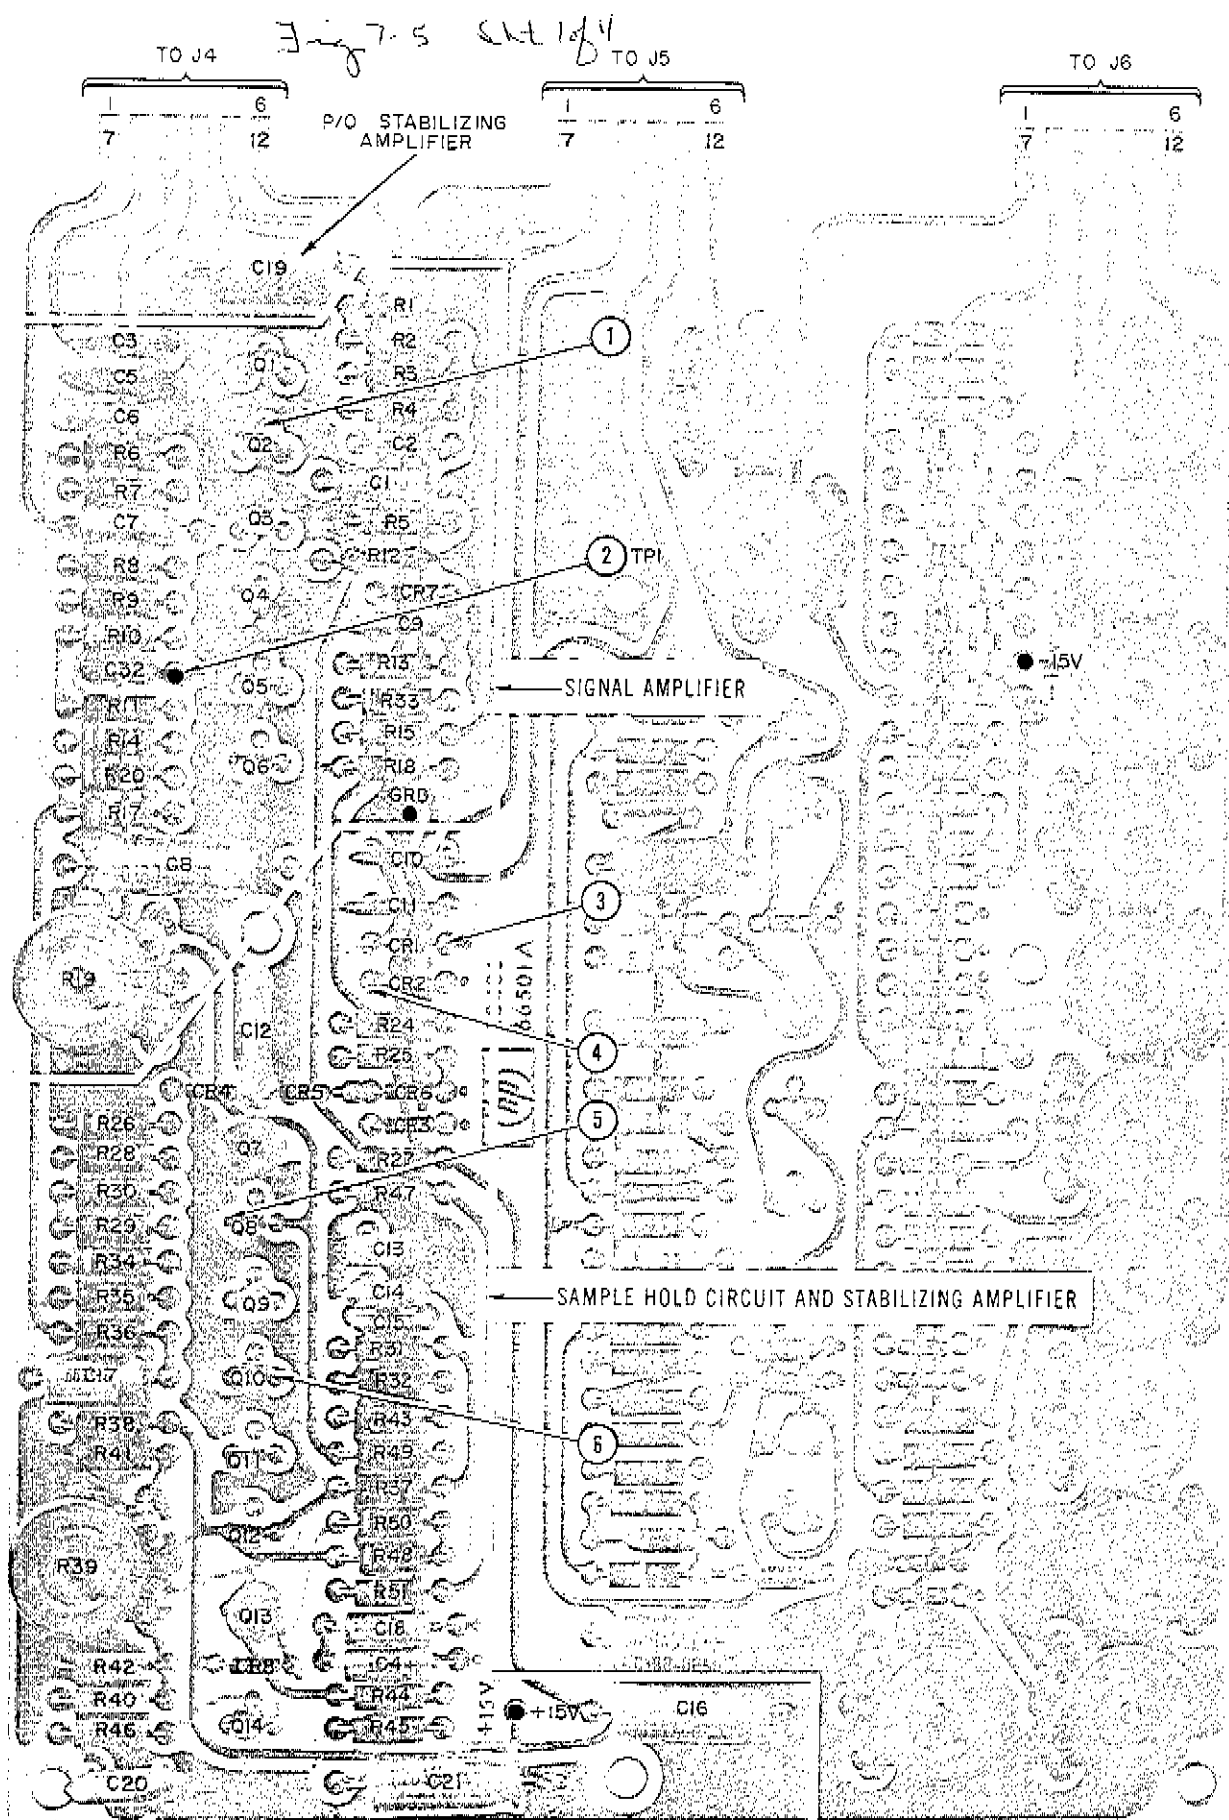 Fig 7-5 Sht 1 of 4
TO J4
TO J5
TO J6
1 6
7 12
1 6
7 12
1 6
7 12
P/O STABILIZING
AMPLIFIER
C19
R1
C3
R2
1
Q1
C5
R3
C6
R4
Q2
R6
C2
R7
C1
C7
Q3
R5
R8
R12
2 TP1
R9
Q4
CR7
R10
C9
C32
R13
-15V
Q5
R11
R33
SIGNAL AMPLIFIER
R14
R15
R20
Q6
R18
R17
GRD
C8
C10
C11
3
CR1
R19
CR2
66501A
C12
R24
4
R25
CR4
CR5
CR6
hp
R26
CR3
5
Q7
R28
R27
R30
R47
R29
Q8
C13
R34
C14
R35
Q9
SAMPLE HOLD CIRCUIT AND STABILIZING AMPLIFIER
C15
R36
R31
Q10
R32
R38
R43
6
R41
Q11
R49
R37
Q12
R50
R39
R48
R51
Q13
C18
R42
CR8
C4
R40
R44
+15V
+15V
C16
R46
Q14
R45
C20
C21